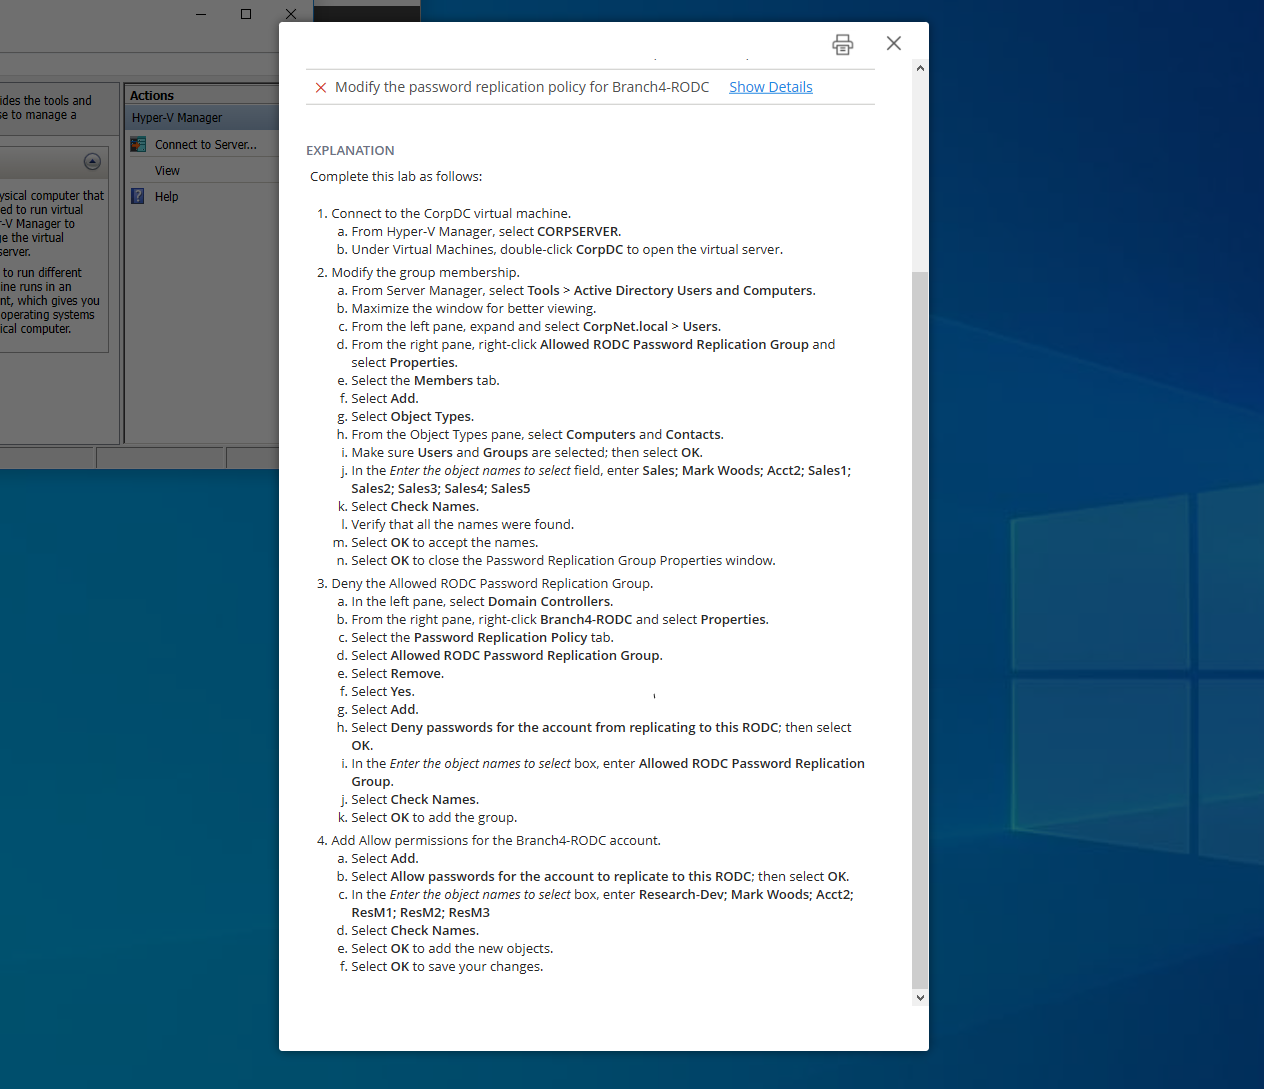 ides the tools and
se to manage a
ysical computer that
ed to run virtual
r-V Manager to
ge the virtual
server.
to run different
ine runs in an
nt, which gives you
operating systems
ical computer.
Actions
Hyper-V Manager
Connect to Server...
View
Help
Modify the password replication policy for Branch4-RODC Show Details
EXPLANATION
Complete this lab as follows:
1. Connect to the CorpDC virtual machine.
a. From Hyper-V Manager, select CORPSERVER.
b. Under Virtual Machines, double-click CorpDC to open the virtual server.
2. Modify the group membership.
a. From Server Manager, select Tools > Active Directory Users and Computers.
b. Maximize the window for better viewing.
c. From the left pane, expand and select CorpNet.local > Users.
d. From the right pane, right-click Allowed RODC Password Replication Group and
select Properties.
e. Select the Members tab.
f. Select Add.
g. Select Object Types.
h. From the Object Types pane, select Computers and Contacts.
i. Make sure Users and Groups are selected; then select OK.
j. In the Enter the object names to select field, enter Sales; Mark Woods; Acct2; Sales1;
Sales2; Sales3; Sales4; Sales5
k. Select Check Names.
l. Verify that all the names were found.
m. Select OK to accept the names.
n. Select OK to close the Password Replication Group Properties window.
3. Deny the Allowed RODC Password Replication Group.
a. In the left pane, select Domain Controllers.
b. From the right pane, right-click Branch4-RODC and select Properties.
c. Select the Password Replication Policy tab.
d. Select Allowed RODC Password Replication Group.
e. Select Remove.
f. Select Yes.
g. Select Add.
h. Select Deny passwords for the account from replicating to this RODC; then select
OK.
i. In the Enter the object names to select box, enter Allowed RODC Password Replication
Group.
j. Select Check Names.
k. Select OK to add the group.
4. Add Allow permissions for the Branch4-RODC account.
a. Select Add.
b. Select Allow passwords for the account to replicate to this RODC; then select OK.
c. In the Enter the object names to select box, enter Research-Dev; Mark Woods; Acct2;
ResM1; ResM2; ResM3
d. Select Check Names.
e. Select OK to add the new objects.
f. Select OK to save your changes.